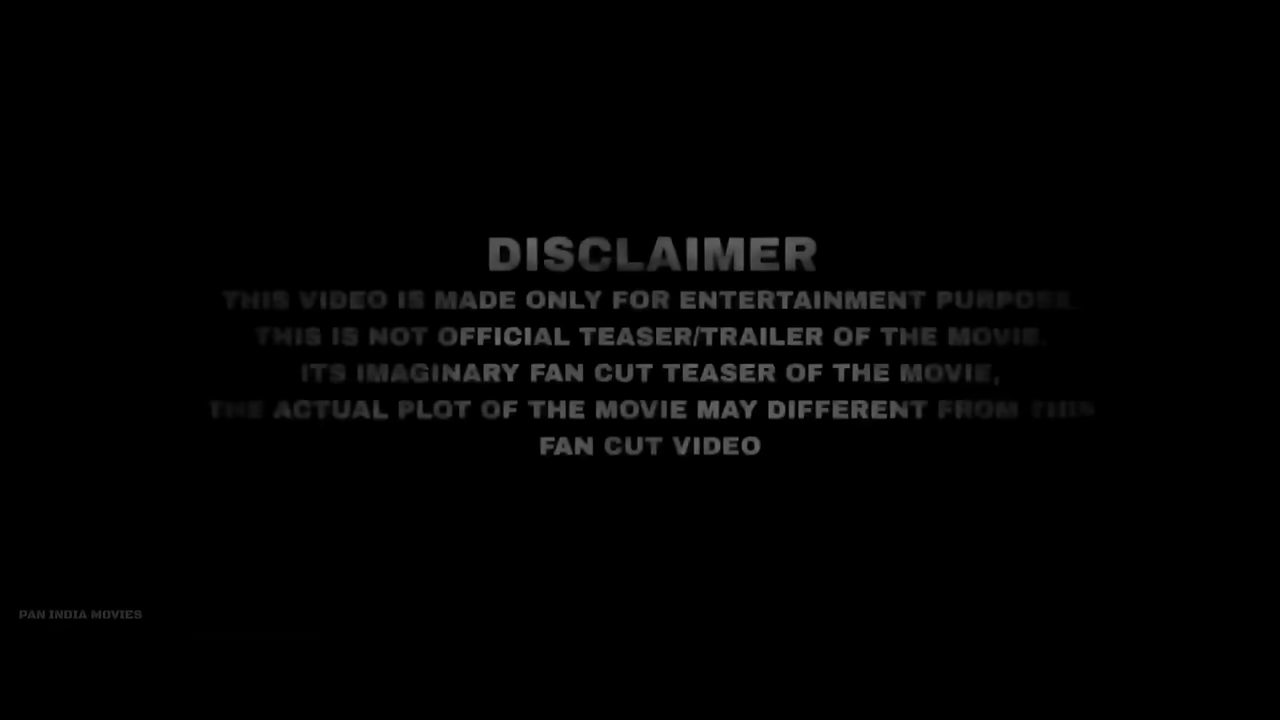 DISCLAIMER
THIS VIDEO IS MADE ONLY FOR ENTERTAINMENT PURPOSE.
THIS IS NOT OFFICIAL TEASER/TRAILER OF THE MOVIE.
ITS IMAGINARY FAN CUT TEASER OF THE MOVIE,
THE ACTUAL PLOT OF THE MOVIE MAY DIFFERENT FROM THIS
FAN CUT VIDEO
PAN INDIA MOVIES